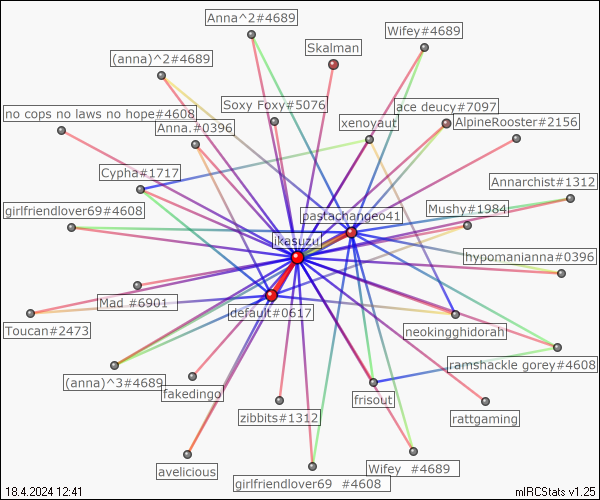 Anna^2#4689
Wifey#4689
Skalman
(anna)^2#4689
Soxy Foxy#5076
ace deucy#7097
no cops no laws no hope#4608
Anna.#0396
xenoyaut
AlpineRooster#2156
Cypha#1717
Annarchist#1312
girlfriendlover69#4608
pastachangeo41
Mushy#1984
ikasuzu
hypomanianna#0396
Mad #6901
default#0617
Toucan#2473
neokingghidorah
ramshackle gorey#4608
(anna)^3#4689
fakedingo
frisout
zibbits#1312
rattgaming
avelicious
Wifey #4689
girlfriendlover69 #4608
18.4.2024 12:41
mIRCStats v1.25